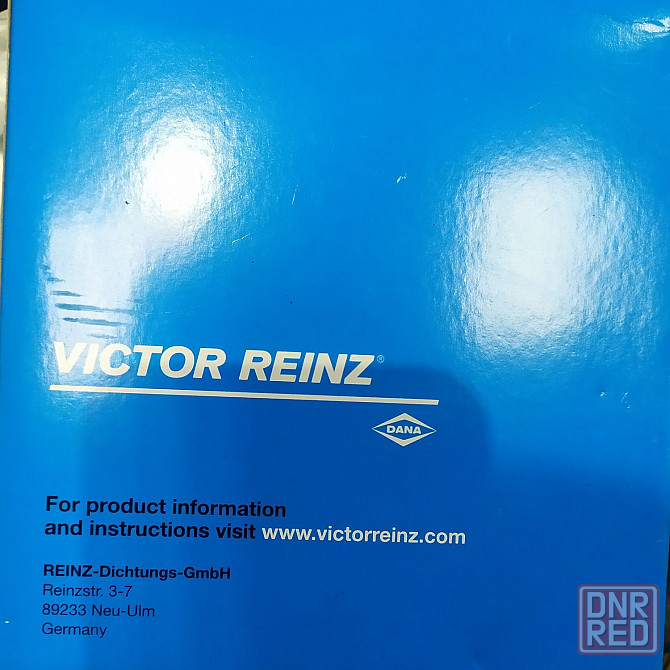 VICTOR REINZ®
DANA
For product information
and instructions visit www.victorreinz.com
REINZ-Dichtungs-GmbH
Reinzstr. 3-7
89233 Neu-Ulm
Germany
DNR
RED